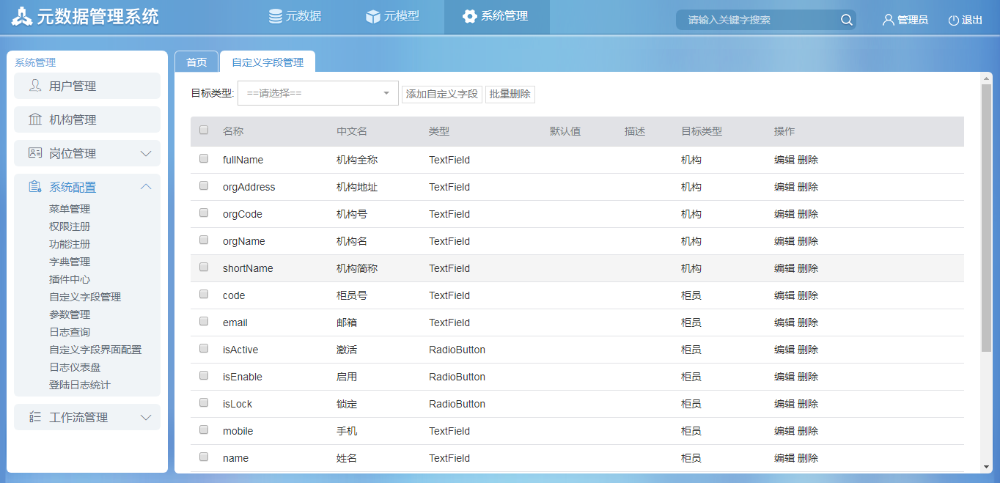 元数据管理系统 元数据 元模型 系统管理 请输入关键字搜索 管理员 退出
系统管理
用户管理
机构管理
岗位管理
系统配置
菜单管理
权限注册
功能注册
字典管理
插件中心
自定义字段管理
参数管理
日志查询
自定义字段界面配置
日志仪表盘
登陆日志统计
工作流管理
首页 自定义字段管理
目标类型: ==请选择== 添加自定义字段 批量删除
名称 中文名 类型 默认值 描述 目标类型 操作
fullName 机构全称 TextField 机构 编辑 删除
orgAddress 机构地址 TextField 机构 编辑 删除
orgCode 机构号 TextField 机构 编辑 删除
orgName 机构名 TextField 机构 编辑 删除
shortName 机构简称 TextField 机构 编辑 删除
code 柜员号 TextField 柜员 编辑 删除
email 邮箱 TextField 柜员 编辑 删除
isActive 激活 RadioButton 柜员 编辑 删除
isEnable 启用 RadioButton 柜员 编辑 删除
isLock 锁定 RadioButton 柜员 编辑 删除
mobile 手机 TextField 柜员 编辑 删除
name 姓名 TextField 柜员 编辑 删除